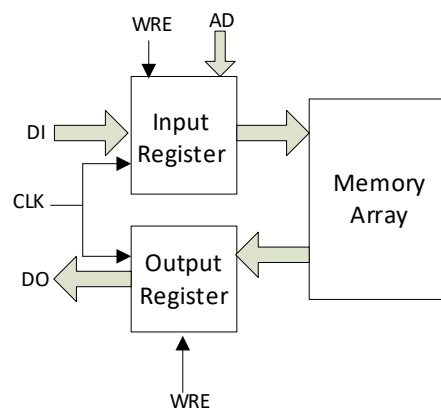 WRE
AD
DI
Input
Register
Memory
Array
CLK
Output
Register
DO
WRE